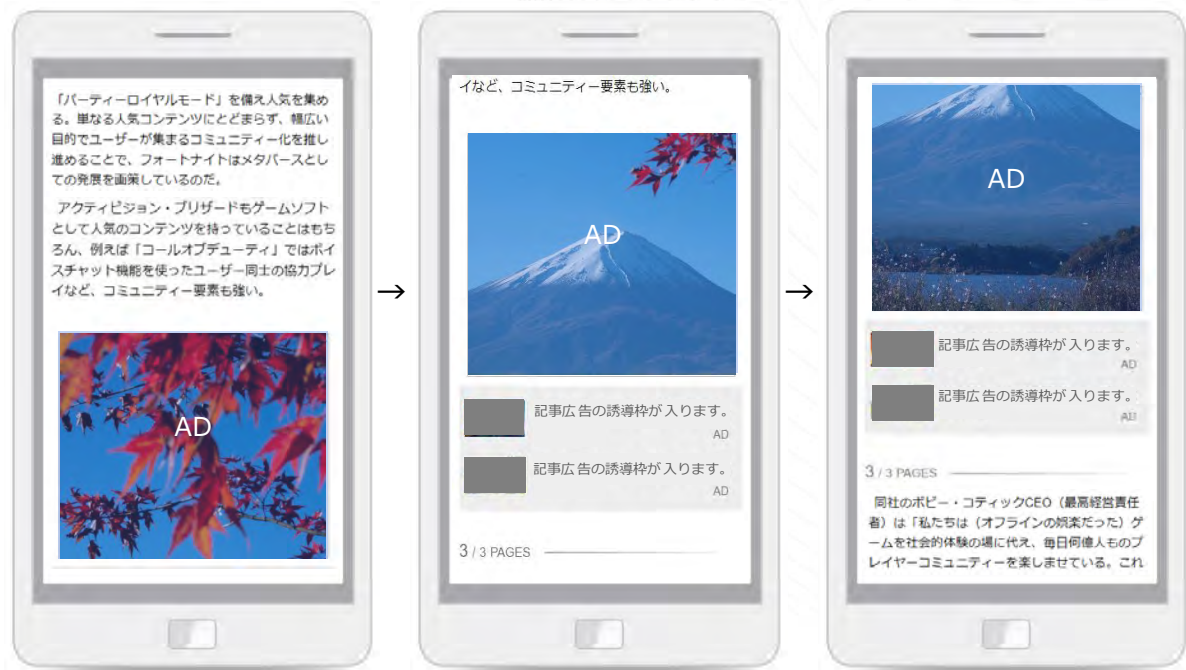 「パーティーロイヤルモード」を備え人気を集め
る。単なる人気コンテンツにとどまらず、幅広い
目的でユーザーが集まるコミュニティー化を推し
進めることで、フォートナイトはメタバースとし
ての発展を画策しているのだ。
アクティビジョン・ブリザードもゲームソフト
として人気のコンテンツを持っていることはもち
ろん、例えば「コールオブデューティ」ではボイ
スチャット機能を使ったユーザー同士の協力プレ
イなど、コミュニティー要素も強い。
AD
→
イなど、コミュニティー要素も強い。
AD
記事広告の誘導枠が入ります。
AD
記事広告の誘導枠が入ります。
AD
3 / 3 PAGES
→
AD
記事広告の誘導枠が入ります。
AD
記事広告の誘導枠が入ります。
AD
3 / 3 PAGES
同社のボビー・コティックCEO（最高経営責任
者）は「私たちは（オフラインの娯楽だった）ゲ
ームを社会的体験の場に代え、毎日何億人ものプ
レイヤーコミュニティーを楽しませている。これ